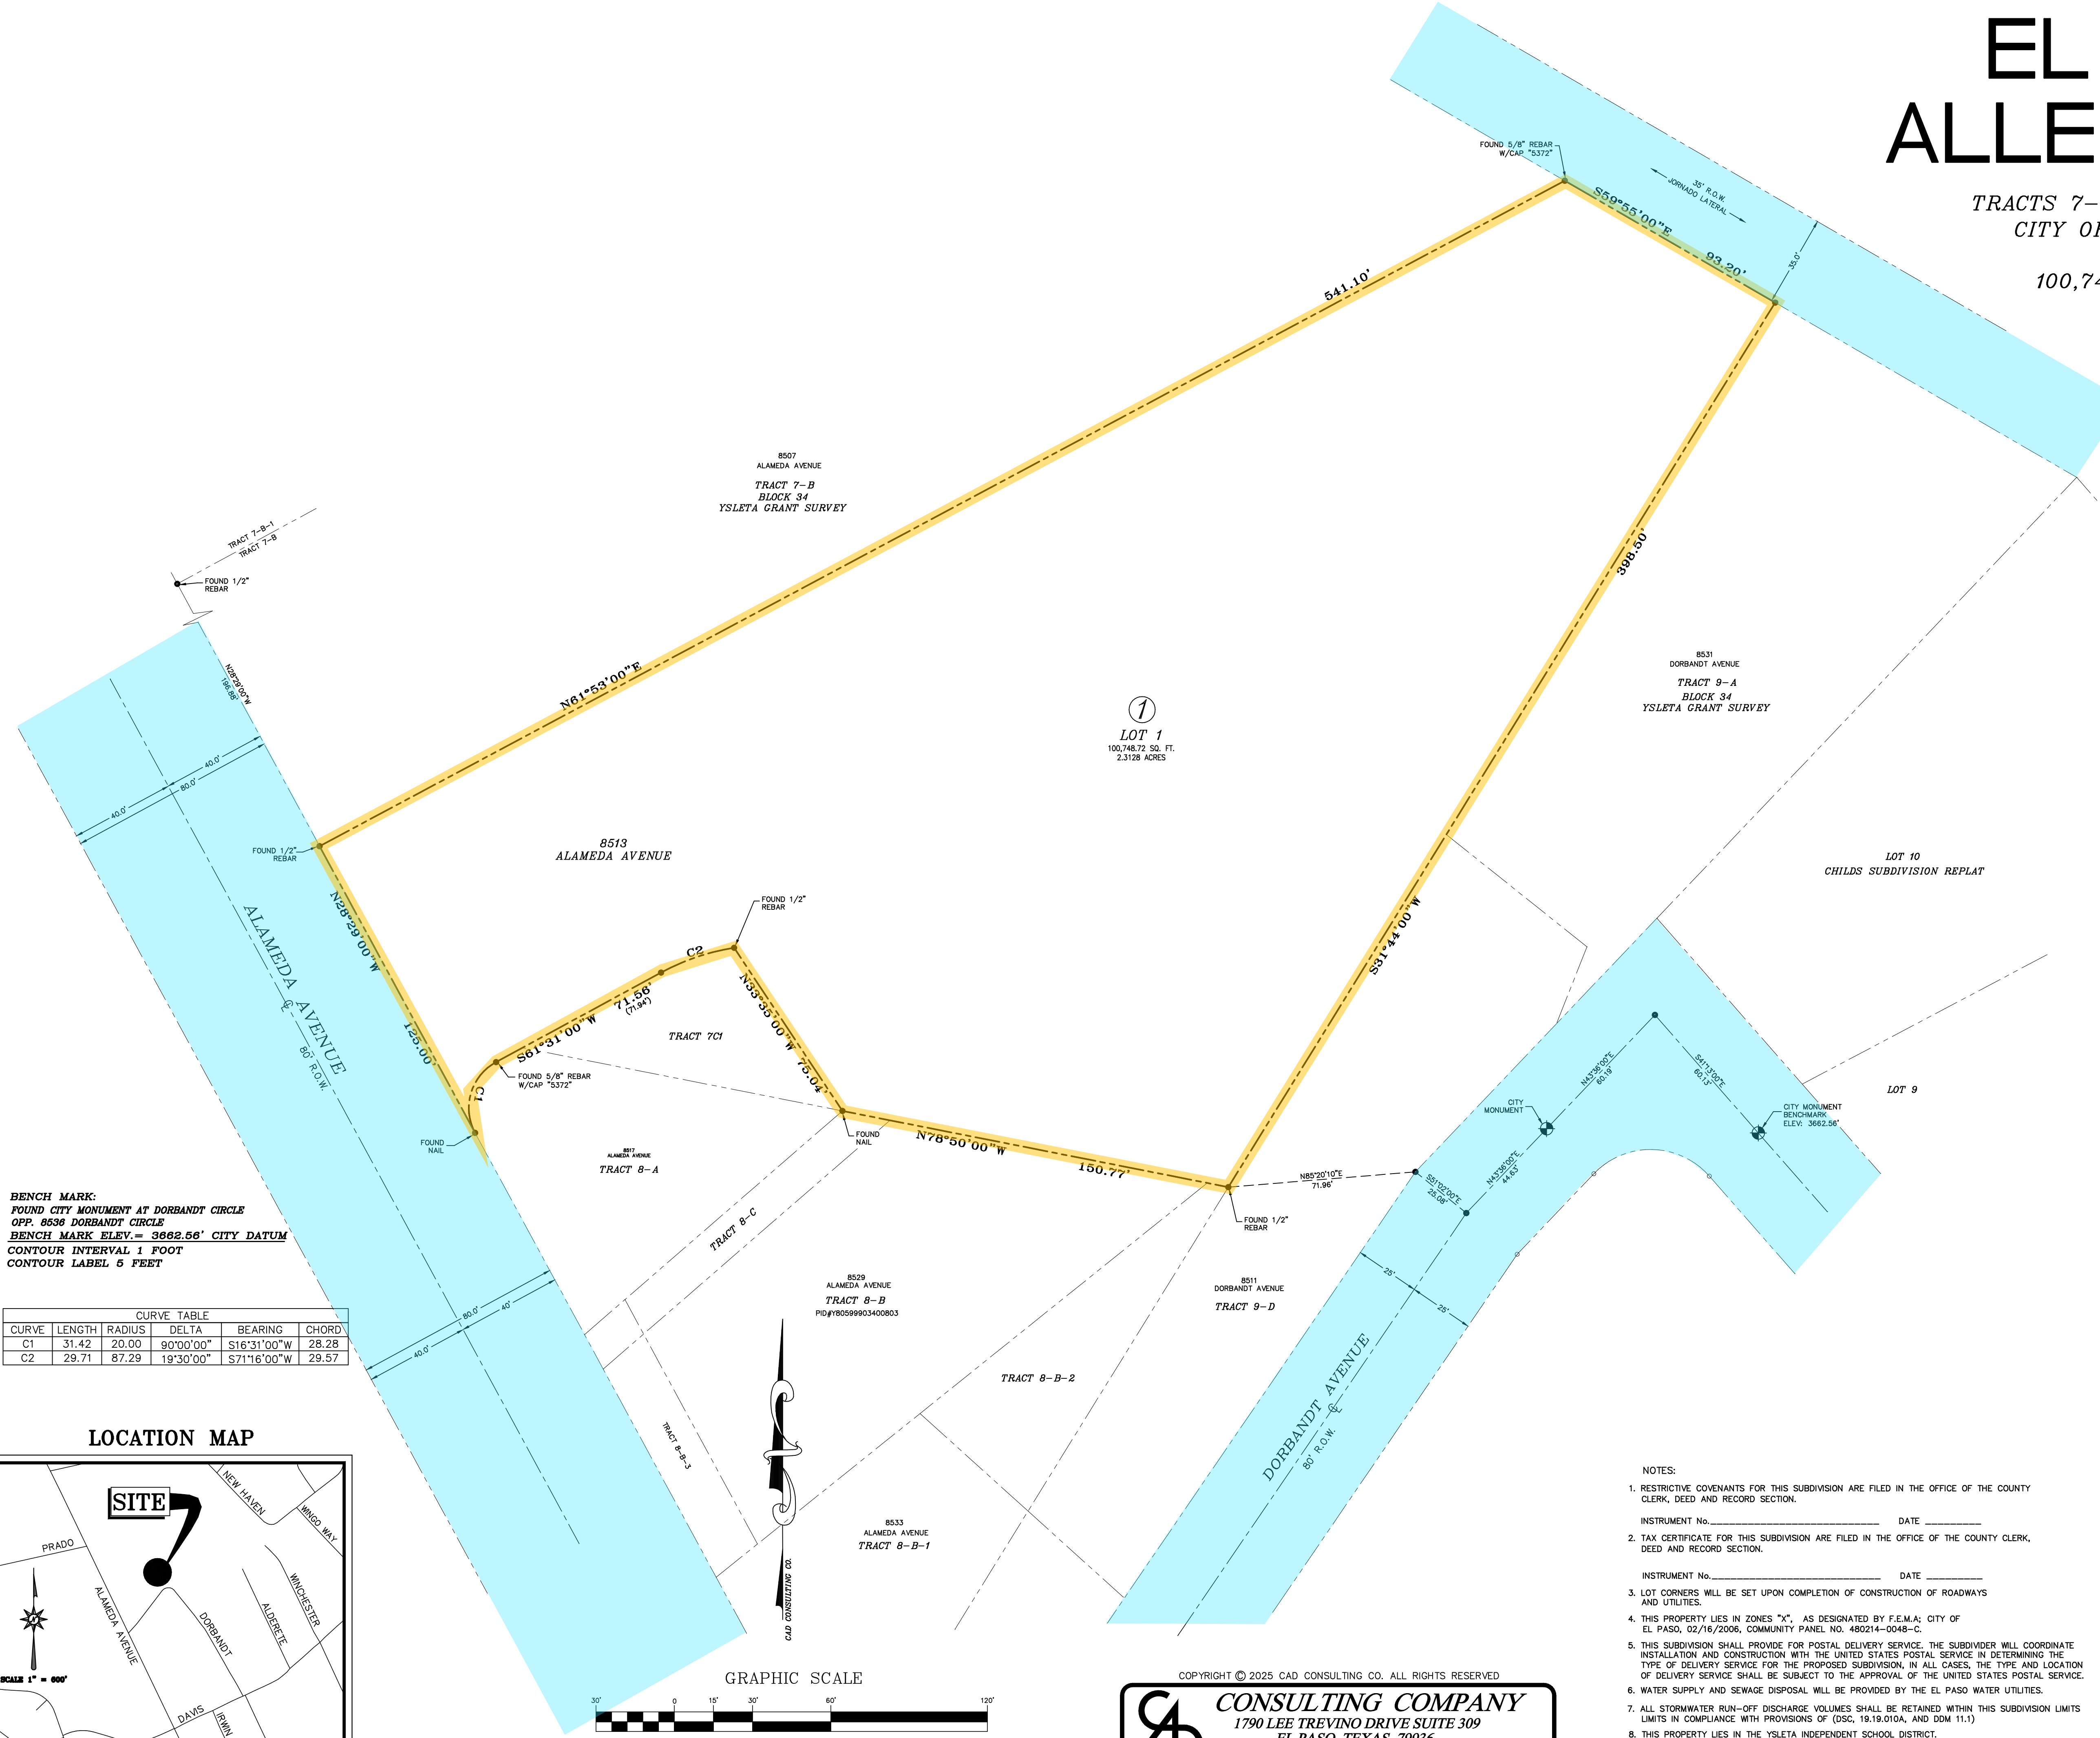 EL
ALLE
TRACTS 7-
CITY O
100,74
FOUND 5/8" REBAR
W/CAP "5372"
35' R.O.W.
JORNADO LATERAL
S59°55'00"E
93.20'
35.0'
541.10'
N61°53'00"E
8507
ALAMEDA AVENUE
TRACT 7-B
BLOCK 34
YSLETA GRANT SURVEY
TRACT 7-B-1
TRACT 7-B
FOUND 1/2"
REBAR
N28°29'00"W
196.88'
398.50'
S31°44'00"W
8531
DORBANDT AVENUE
TRACT 9-A
BLOCK 34
YSLETA GRANT SURVEY
1
LOT 1
100,748.72 SQ. FT.
2.3128 ACRES
40.0'
80.0'
40.0'
FOUND 1/2"
REBAR
8513
ALAMEDA AVENUE
LOT 10
CHILDS SUBDIVISION REPLAT
N28°29'00"W
125.00'
ALAMEDA AVENUE
80' R.O.W.
FOUND 1/2"
REBAR
C2
71.56'
(71.94')
S61°31'00"W
N33°35'00"W
75.04'
TRACT 7C1
FOUND 5/8" REBAR
W/CAP "5372"
C1
FOUND
NAIL
8517
ALAMEDA AVENUE
TRACT 8-A
FOUND
NAIL
N78°50'00"W
150.77'
N85°20'10"E
71.96'
FOUND 1/2"
REBAR
S51°02'00"E
25.08'
N43°36'00"E
44.63'
N43°36'00"E
60.19'
S41°13'00"E
60.13'
CITY
MONUMENT
CITY MONUMENT
BENCHMARK
ELEV: 3662.56'
LOT 9
BENCH MARK:
FOUND CITY MONUMENT AT DORBANDT CIRCLE
OPP. 8536 DORBANDT CIRCLE
BENCH MARK ELEV.= 3662.56' CITY DATUM
CONTOUR INTERVAL 1 FOOT
CONTOUR LABEL 5 FEET
TRACT 8-C
8529
ALAMEDA AVENUE
TRACT 8-B
PID#Y80599903400803
8511
DORBANDT AVENUE
TRACT 9-D
25'
25'
80.0'
40'
40.0'
CURVE TABLE
CURVE LENGTH RADIUS DELTA BEARING CHORD
C1 31.42 20.00 90°00'00" S16°31'00"W 28.28
C2 29.71 87.29 19°30'00" S71°16'00"W 29.57
TRACT 8-B-2
TRACT 8-B-3
DORBANDT AVENUE
80' R.O.W.
8533
ALAMEDA AVENUE
TRACT 8-B-1
CAD CONSULTING CO.
LOCATION MAP
SITE
NEW HAVEN
WINGO WAY
PRADO
ALAMEDA AVENUE
DORBANDT
ALDERETE
WINCHESTER
DAVIS
IRWIN
SCALE 1" = 600'
GRAPHIC SCALE
30' 0 15' 30' 60' 120'
COPYRIGHT © 2025 CAD CONSULTING CO. ALL RIGHTS RESERVED
CAD
CONSULTING COMPANY
1790 LEE TREVINO DRIVE SUITE 309
EL PASO, TEXAS 79936
NOTES:
1. RESTRICTIVE COVENANTS FOR THIS SUBDIVISION ARE FILED IN THE OFFICE OF THE COUNTY
CLERK, DEED AND RECORD SECTION.
INSTRUMENT No.___________________________ DATE _________
2. TAX CERTIFICATE FOR THIS SUBDIVISION ARE FILED IN THE OFFICE OF THE COUNTY CLERK,
DEED AND RECORD SECTION.
INSTRUMENT No.___________________________ DATE _________
3. LOT CORNERS WILL BE SET UPON COMPLETION OF CONSTRUCTION OF ROADWAYS
AND UTILITIES.
4. THIS PROPERTY LIES IN ZONES "X", AS DESIGNATED BY F.E.M.A; CITY OF
EL PASO, 02/16/2006, COMMUNITY PANEL NO. 480214-0048-C.
5. THIS SUBDIVISION SHALL PROVIDE FOR POSTAL DELIVERY SERVICE. THE SUBDIVIDER WILL COORDINATE
INSTALLATION AND CONSTRUCTION WITH THE UNITED STATES POSTAL SERVICE IN DETERMINING THE
TYPE OF DELIVERY SERVICE FOR THE PROPOSED SUBDIVISION, IN ALL CASES, THE TYPE AND LOCATION
OF DELIVERY SERVICE SHALL BE SUBJECT TO THE APPROVAL OF THE UNITED STATES POSTAL SERVICE.
6. WATER SUPPLY AND SEWAGE DISPOSAL WILL BE PROVIDED BY THE EL PASO WATER UTILITIES.
7. ALL STORMWATER RUN-OFF DISCHARGE VOLUMES SHALL BE RETAINED WITHIN THIS SUBDIVISION LIMITS
LIMITS IN COMPLIANCE WITH PROVISIONS OF (DSC, 19.19.010A, AND DDM 11.1)
8. THIS PROPERTY LIES IN THE YSLETA INDEPENDENT SCHOOL DISTRICT.